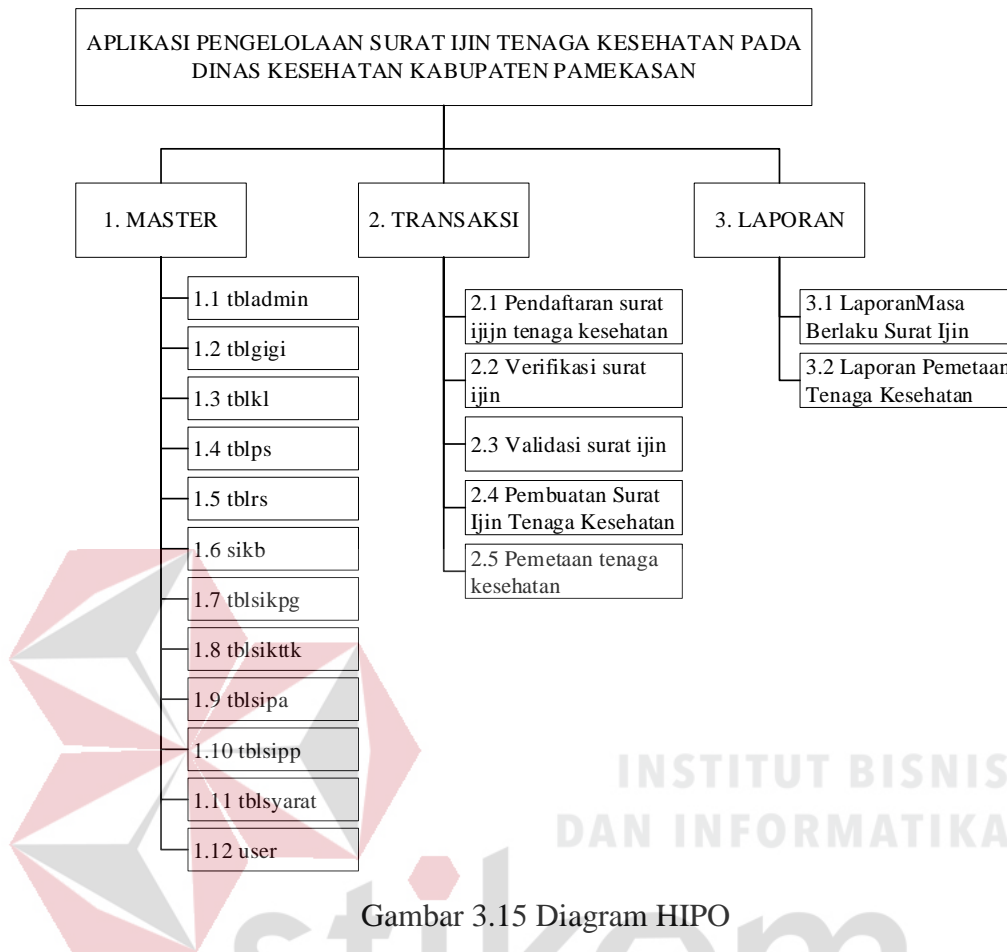 APLIKASI PENGELOLAAN SURAT IJIN TENAGA KESEHATAN PADA
DINAS KESEHATAN KABUPATEN PAMEKASAN
1. MASTER
2. TRANSAKSI
3. LAPORAN
1.1 tbladmin
1.2 tblgigi
1.3 tblkl
1.4 tblps
1.5 tblrs
1.6 sikb
1.7 tblsikpg
1.8 tblsikttk
1.9 tblsipa
1.10 tblsipp
1.11 tblsyarat
1.12 user
2.1 Pendaftaran surat
ijijn tenaga kesehatan
2.2 Verifikasi surat
ijin
2.3 Validasi surat ijin
2.4 Pembuatan Surat
Ijin Tenaga Kesehatan
2.5 Pemetaan tenaga
kesehatan
3.1 LaporanMasa
Berlaku Surat Ijin
3.2 Laporan Pemetaan
Tenaga Kesehatan
INSTITUT BISNIS
DAN INFORMATIKA
stikom
Gambar 3.15 Diagram HIPO